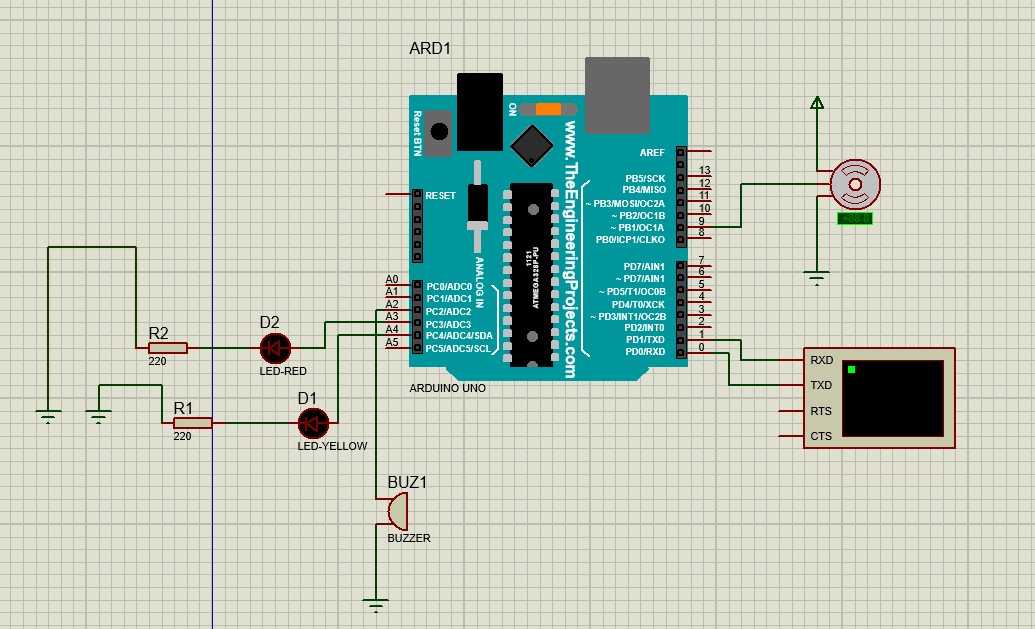 ARD1
ON
Reset BTN
www.TheEngineeringProjects.com
RESET
AREF
PB5/SCK 13
PB4/MISO 12
~ PB3/MOSI/OC2A 11
~ PB2/OC1B 10
~ PB1/OC1A 9
PB0/ICP1/CLKO 8
1121
ATMEGA328P-PU
ANALOG IN
PD7/AIN1 7
~ PD7/AIN1 6
~ PD5/T1/OC0B 5
PD4/T0/XCK 4
~ PD3/INT1/OC2B 3
PD2/INT0 2
PD1/TXD 1
PD0/RXD 0
A0 PC0/ADC0
A1 PC1/ADC1
A2 PC2/ADC2
A3 PC3/ADC3
A4 PC4/ADC4/SDA
A5 PC5/ADC5/SCL
ARDUINO UNO
R2
220
D2
LED-RED
R1
220
D1
LED-YELLOW
RXD
TXD
RTS
CTS
BUZ1
BUZZER